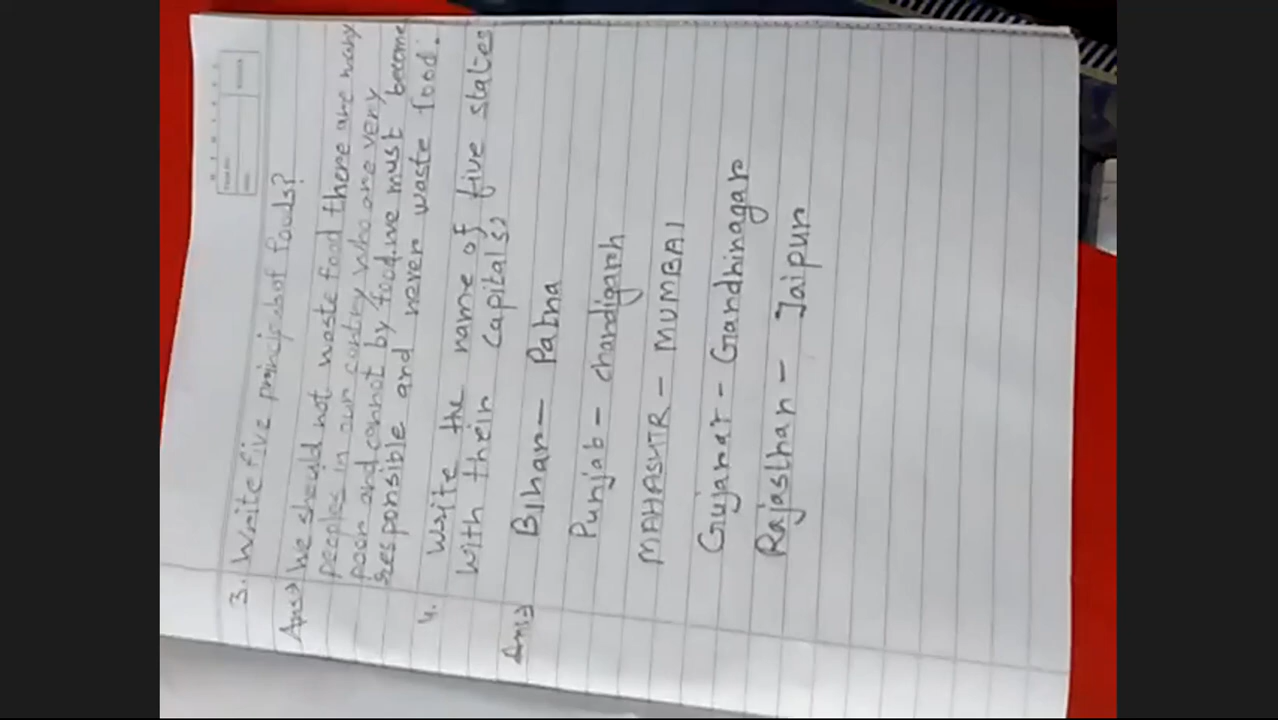 3. Write five principalsof foods?
Ans→ We should not waste food there are many
peoples in our contry who are very
poor and cannot by food.we must become
responsible and never waste food.
4. Write the name of five states
with their capitals?
Ans→ Bihar— Patna
Punjab — chandigarh
MAHASHTR — MUMBAI
Gujarat — Gandhinagar
Rajasthan — Jaipur